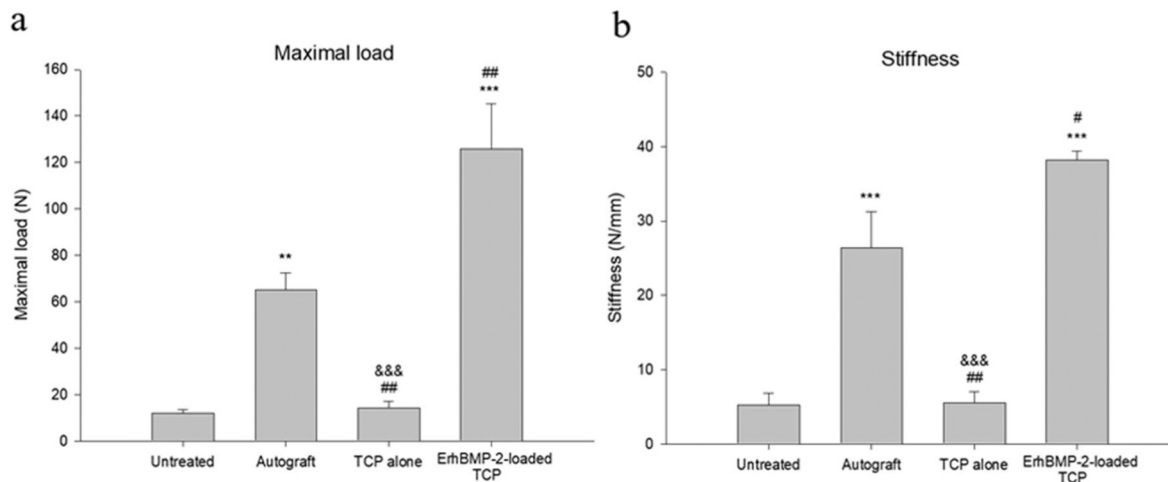 a
Maximal load
Maximal load (N)
160
140
120
100
80
60
40
20
0
**
&&&
##
##
***
Untreated
Autograft
TCP alone
ErhBMP-2-loaded
TCP
b
Stiffness
Stiffness (N/mm)
50
40
30
20
10
0
***
&&&
##
#
***
Untreated
Autograft
TCP alone
ErhBMP-2-loaded
TCP